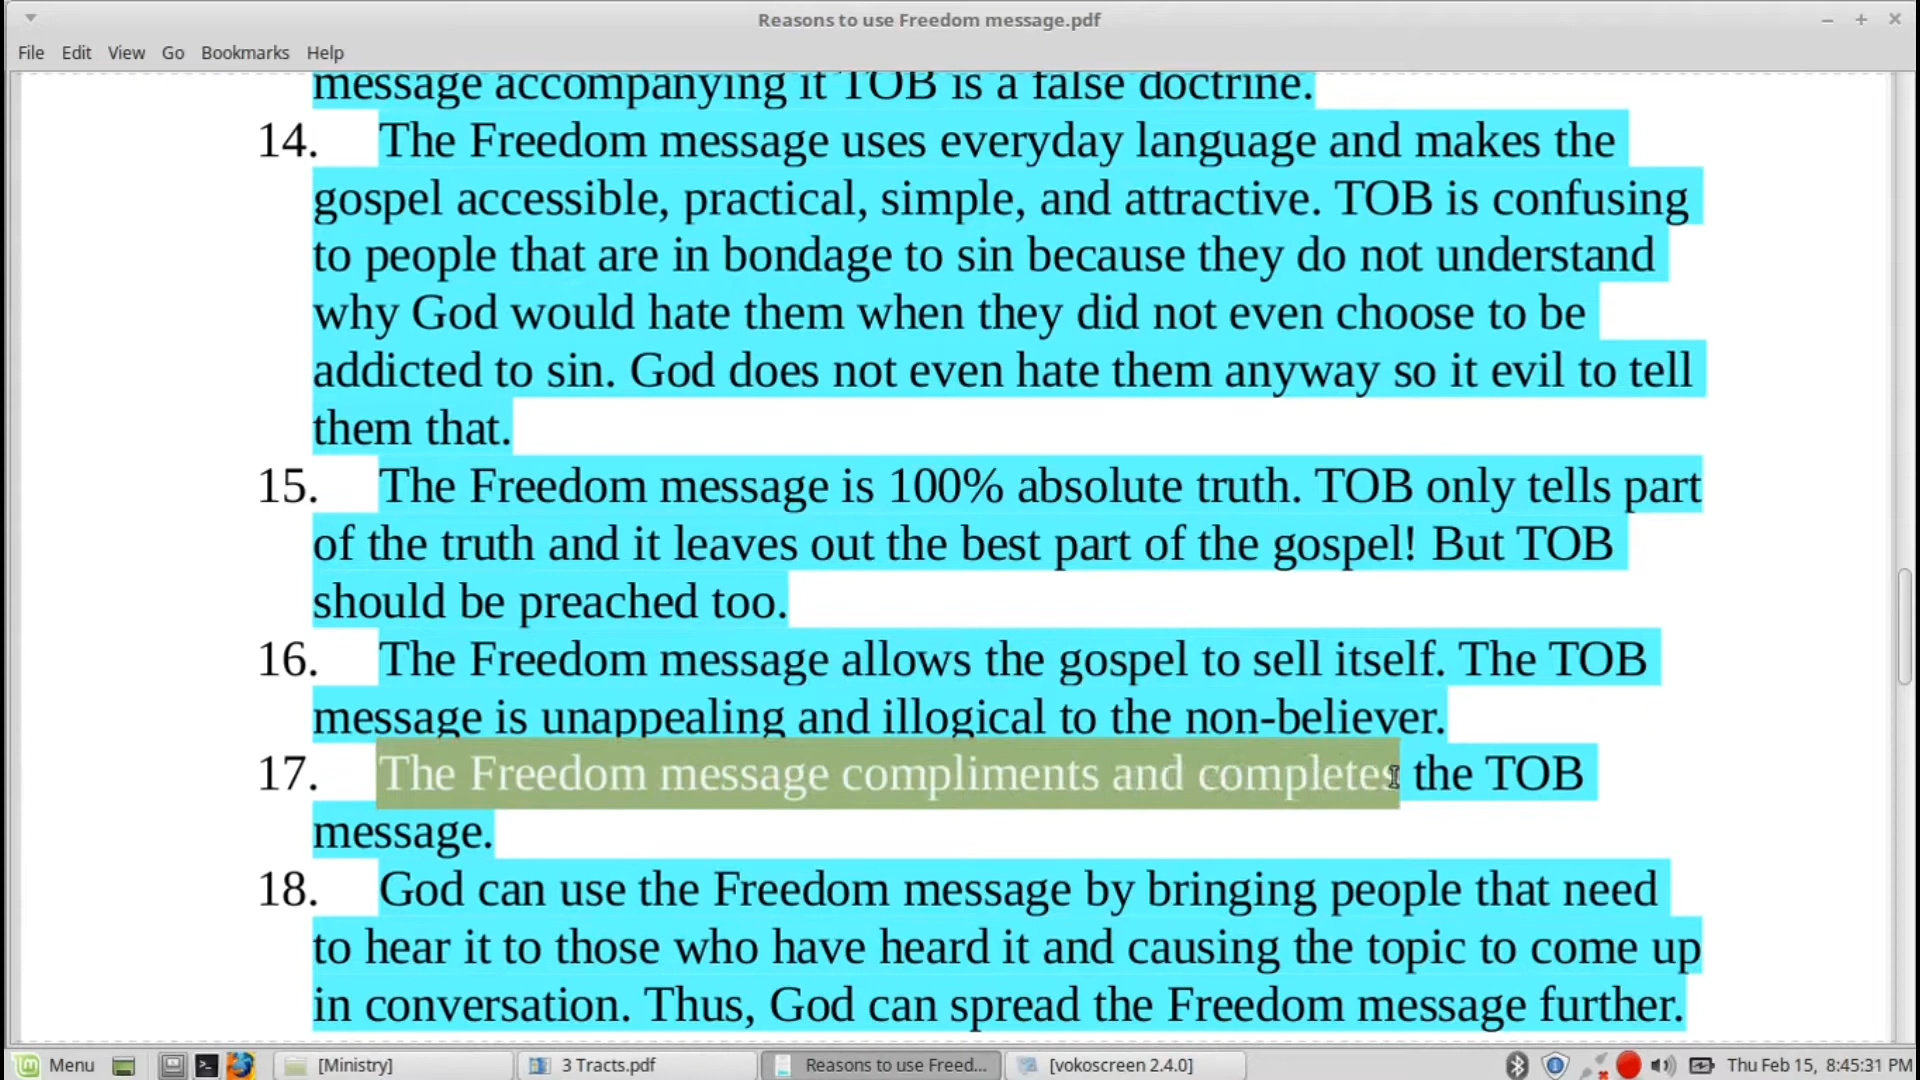 Reasons to use Freedom message.pdf
File Edit View Go Bookmarks Help
message accompanying it TOB is a false doctrine.
14. The Freedom message uses everyday language and makes the
gospel accessible, practical, simple, and attractive. TOB is confusing
to people that are in bondage to sin because they do not understand
why God would hate them when they did not even choose to be
addicted to sin. God does not even hate them anyway so it evil to tell
them that.
15. The Freedom message is 100% absolute truth. TOB only tells part
of the truth and it leaves out the best part of the gospel! But TOB
should be preached too.
16. The Freedom message allows the gospel to sell itself. The TOB
message is unappealing and illogical to the non-believer.
17. The Freedom message compliments and completes the TOB
message.
18. God can use the Freedom message by bringing people that need
to hear it to those who have heard it and causing the topic to come up
in conversation. Thus, God can spread the Freedom message further.
Menu [Ministry] 3 Tracts.pdf Reasons to use Freed... [vokoscreen 2.4.0] Thu Feb 15, 8:45:31 PM